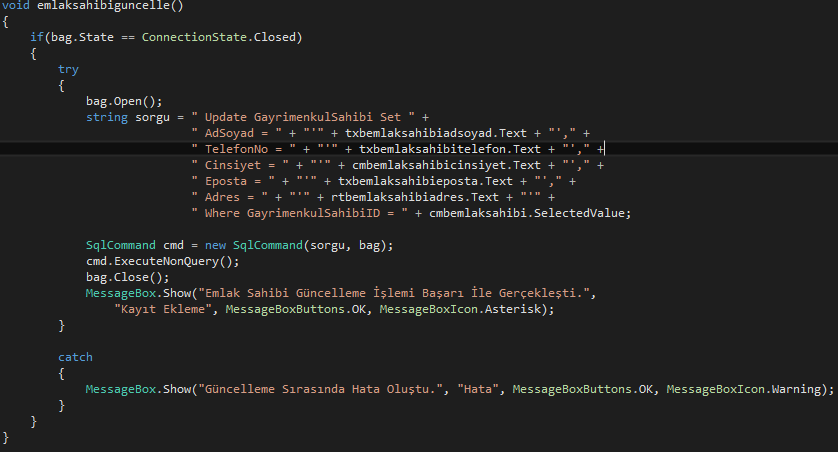 void emlaksahibiguncelle()
{
if(bag.State == ConnectionState.Closed)
{
try
{
bag.Open();
string sorgu = " Update GayrimenkulSahibi Set " +
" AdSoyad = " + "'" + txbemlaksahibiadsoyad.Text + "'," +
" TelefonNo = " + "'" + txbemlaksahibitelefon.Text + "'," +
" Cinsiyet = " + "'" + cmbemlaksahibicinsiyet.Text + "'," +
" Eposta = " + "'" + txbemlaksahibieposta.Text + "'," +
" Adres = " + "'" + rtbemlaksahibiadres.Text + "'" +
" Where GayrimenkulSahibiID = " + cmbemlaksahibi.SelectedValue;
SqlCommand cmd = new SqlCommand(sorgu, bag);
cmd.ExecuteNonQuery();
bag.Close();
MessageBox.Show("Emlak Sahibi Güncelleme İşlemi Başarı İle Gerçekleşti.",
"Kayıt Ekleme", MessageBoxButtons.OK, MessageBoxIcon.Asterisk);
}
catch
{
MessageBox.Show("Güncelleme Sırasında Hata Oluştu.", "Hata", MessageBoxButtons.OK, MessageBoxIcon.Warning);
}
}
}